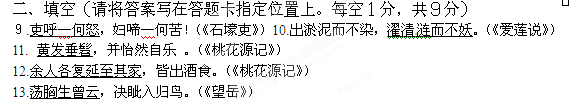 二、填空（请将答案写在答题卡指定位置上。每空1分，共9分）
9.吏呼一何怒，妇啼一何苦！（《石壕吏》）10.出淤泥而不染，濯清涟而不妖。（《爱莲说》）
11. 黄发垂髫，并怡然自乐 。（《桃花源记》）
12.余人各复延至其家，皆出酒食。（《桃花源记》）
13.荡胸生曾云，决眦入归鸟。（《望岳》）